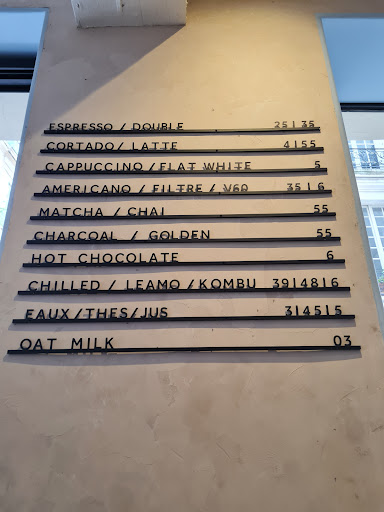 ESPRESSO / DOUBLE 25 | 35
CORTADO / LATTE 4 | 55
CAPPUCCINO / FLAT WHITE 5
AMERICANO / FILTRE / V60 35 | 6
MATCHA / CHAI 55
CHARCOAL / GOLDEN 55
HOT CHOCOLATE 6
CHILLED / LEAMO / KOMBU 39 | 48 | 6
EAUX / THES / JUS 3 | 45 | 5
OAT MILK 03